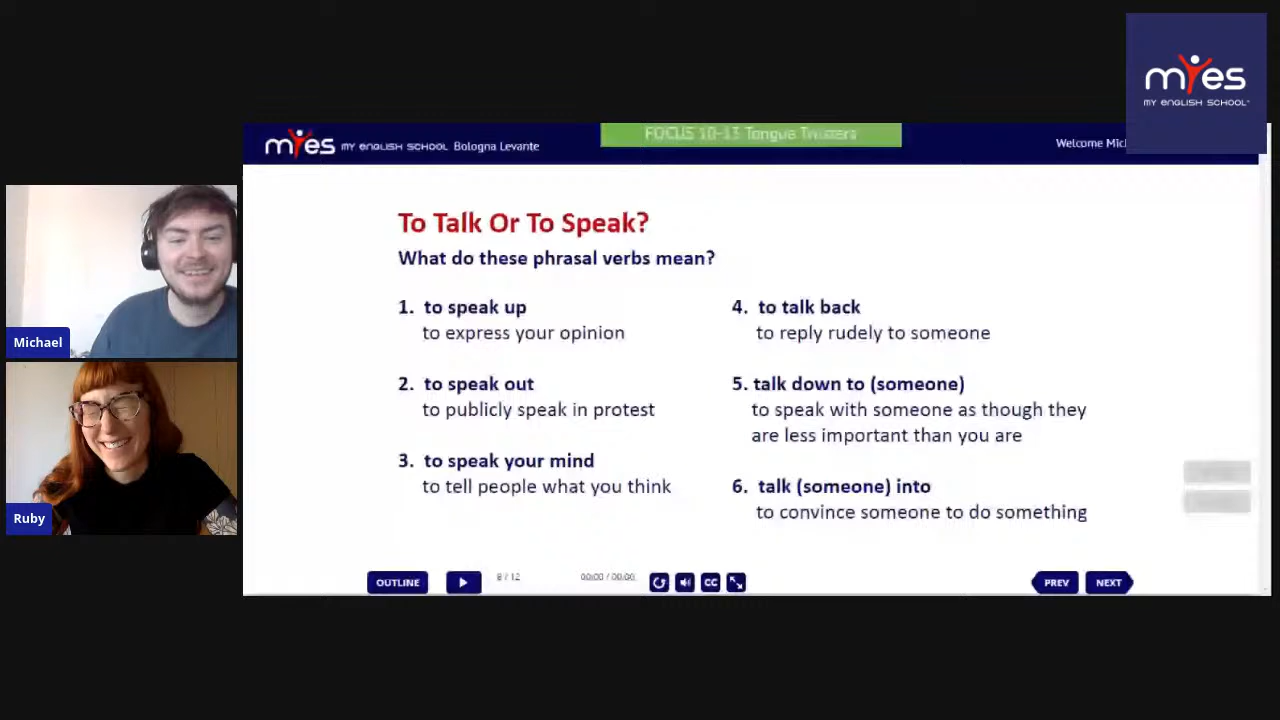 myes
MY ENGLISH SCHOOL
myes MY ENGLISH SCHOOL Bologna Levante
FOCUS 10-13 Tongue Twisters
Welcome Mic
To Talk Or To Speak?
What do these phrasal verbs mean?
1. to speak up
to express your opinion
2. to speak out
to publicly speak in protest
3. to speak your mind
to tell people what you think
4. to talk back
to reply rudely to someone
5. talk down to (someone)
to speak with someone as though they
are less important than you are
6. talk (someone) into
to convince someone to do something
Michael
Ruby
OUTLINE
8 / 12
00:00 / 00:00
CC
PREV
NEXT